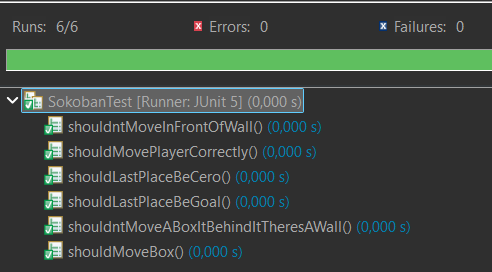 Runs: 6/6 Errors: 0 Failures: 0
SokobanTest [Runner: JUnit 5] (0,000 s)
shouldntMoveInFrontOfWall() (0,000 s)
shouldMovePlayerCorrectly() (0,000 s)
shouldLastPlaceBeCero() (0,000 s)
shouldLastPlaceBeGoal() (0,000 s)
shouldntMoveABoxItBehindItTheresAWall() (0,000 s)
shouldMoveBox() (0,000 s)